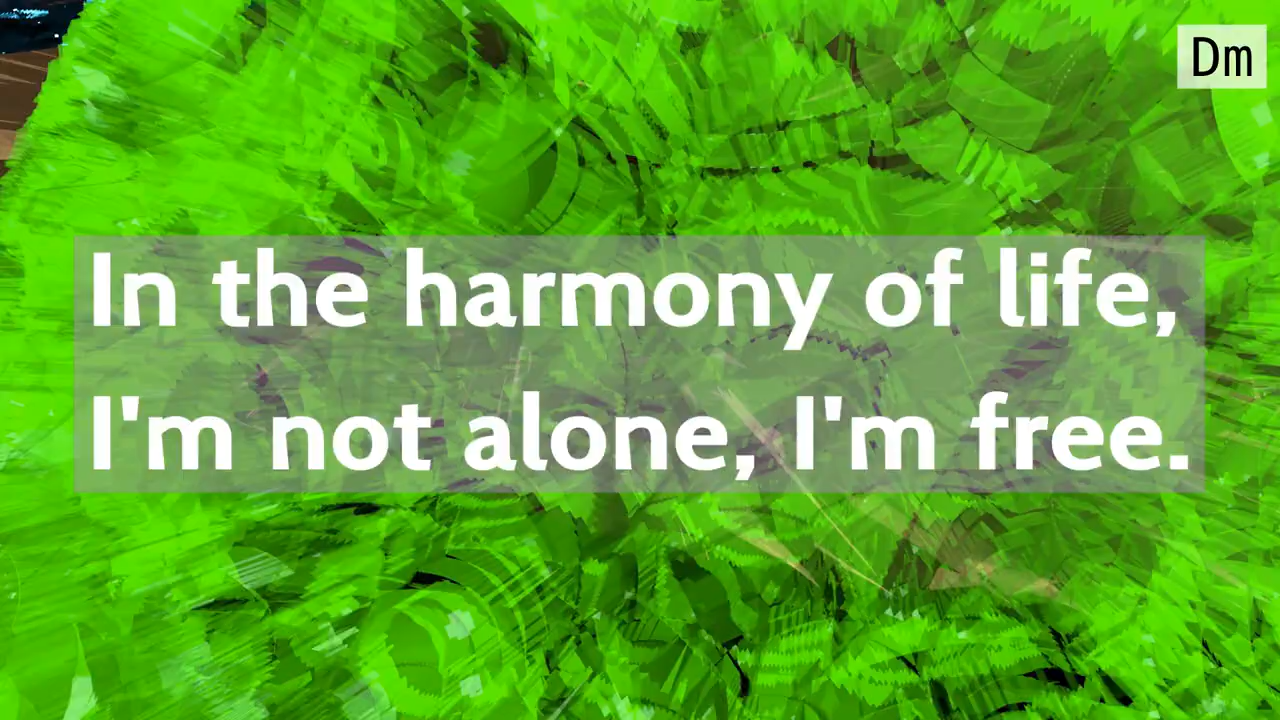 Dm
In the harmony of life,
I'm not alone, I'm free.